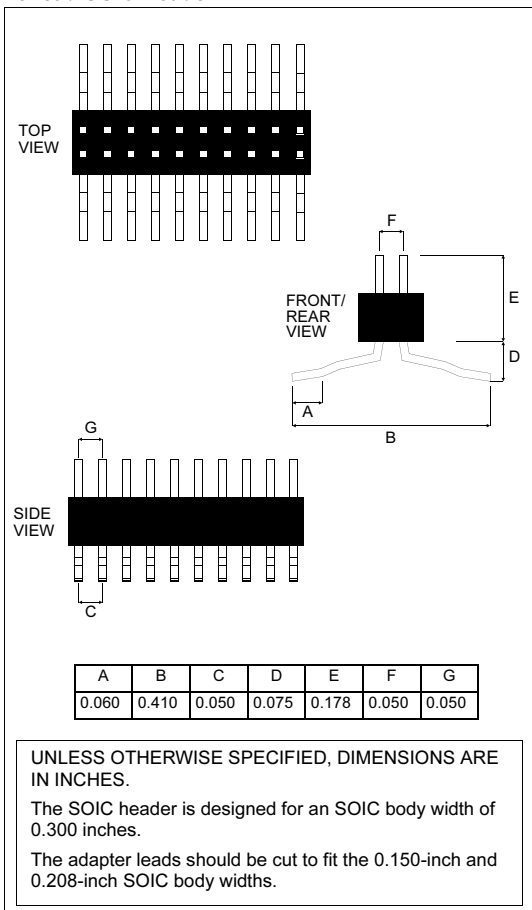 TOP
VIEW
F
E
FRONT/
REAR
VIEW
D
A
B
G
SIDE
VIEW
C
A B C D E F G
0.060 0.410 0.050 0.075 0.178 0.050 0.050
UNLESS OTHERWISE SPECIFIED, DIMENSIONS ARE
IN INCHES.
The SOIC header is designed for an SOIC body width of
0.300 inches.
The adapter leads should be cut to fit the 0.150-inch and
0.208-inch SOIC body widths.